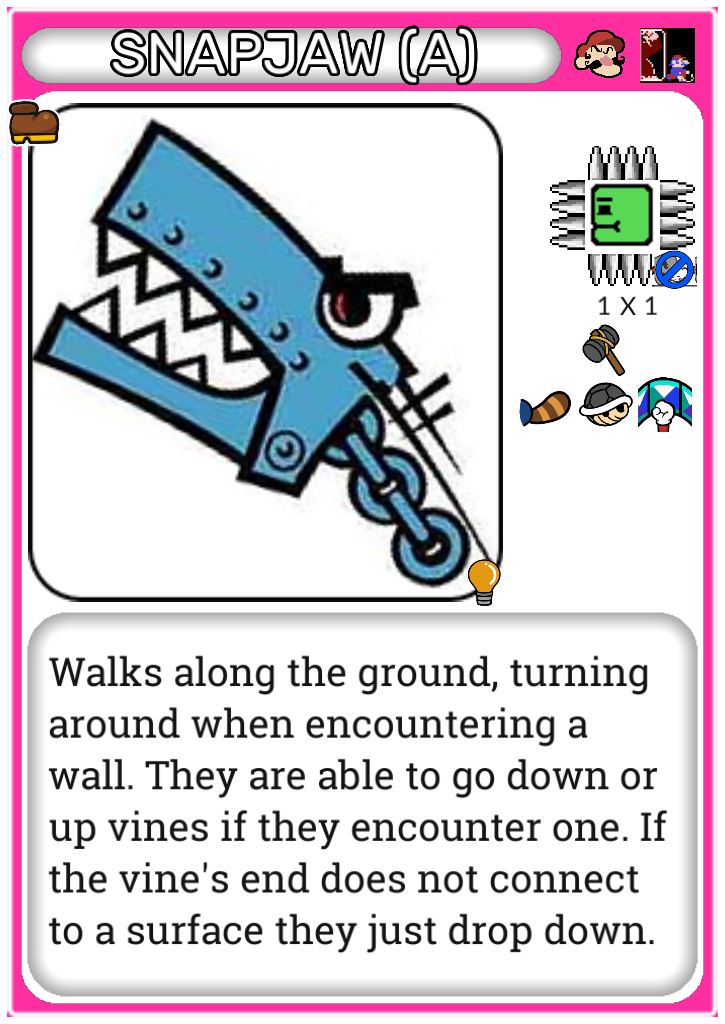 SNAPJAW (A)
1 X 1
Walks along the ground, turning
around when encountering a
wall. They are able to go down or
up vines if they encounter one. If
the vine's end does not connect
to a surface they just drop down.